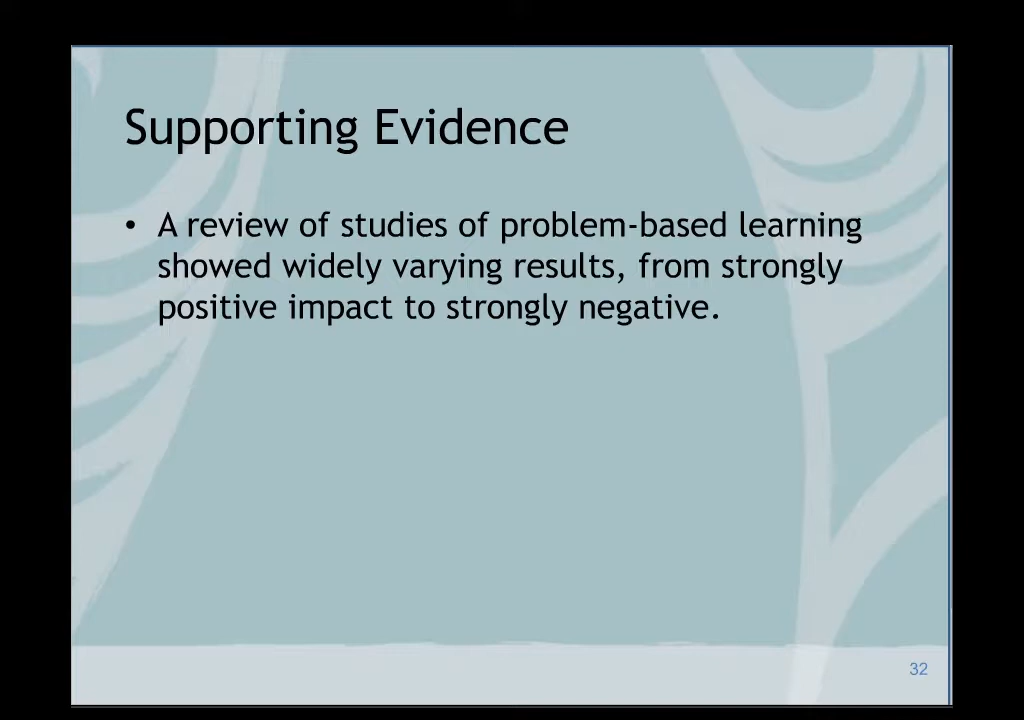 Supporting Evidence
• A review of studies of problem-based learning
showed widely varying results, from strongly
positive impact to strongly negative.
32